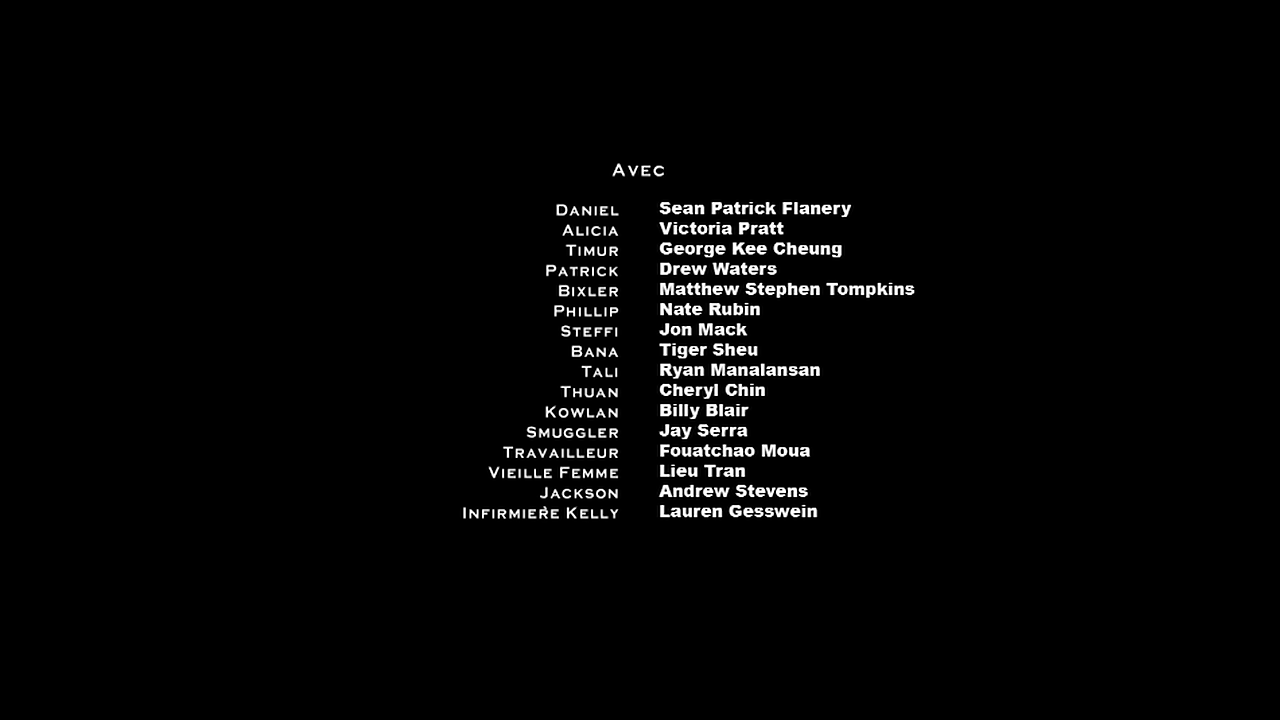 Avec
Daniel Sean Patrick Flanery
Alicia Victoria Pratt
Timur George Kee Cheung
Patrick Drew Waters
Bixler Matthew Stephen Tompkins
Phillip Nate Rubin
Steffi Jon Mack
Bana Tiger Sheu
Tali Ryan Manalansan
Thuan Cheryl Chin
Kowlan Billy Blair
Smuggler Jay Serra
Travailleur Fouatchao Moua
Vieille Femme Lieu Tran
Jackson Andrew Stevens
Infirmière Kelly Lauren Gesswein